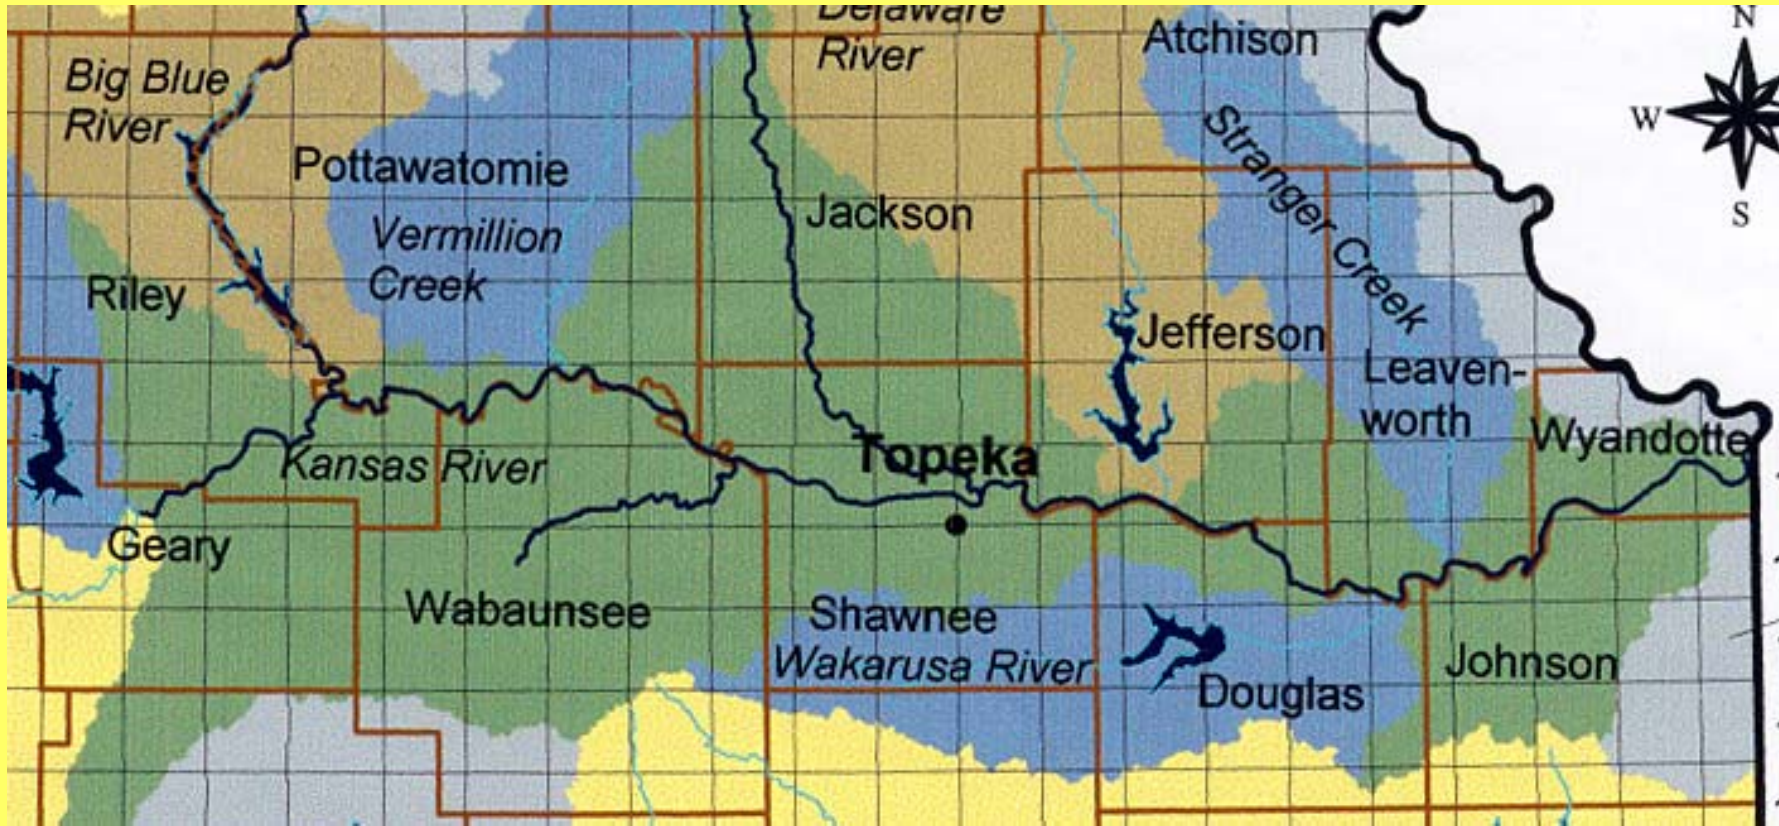 Delaware
River
Atchison
N
Big Blue
River
W
S
Stranger Creek
Pottawatomie
Vermillion
Creek
Jackson
Riley
Jefferson
Leaven-
worth
Wyandotte
Topeka
Kansas River
Geary
Wabaunsee
Shawnee
Wakarusa River
Douglas
Johnson